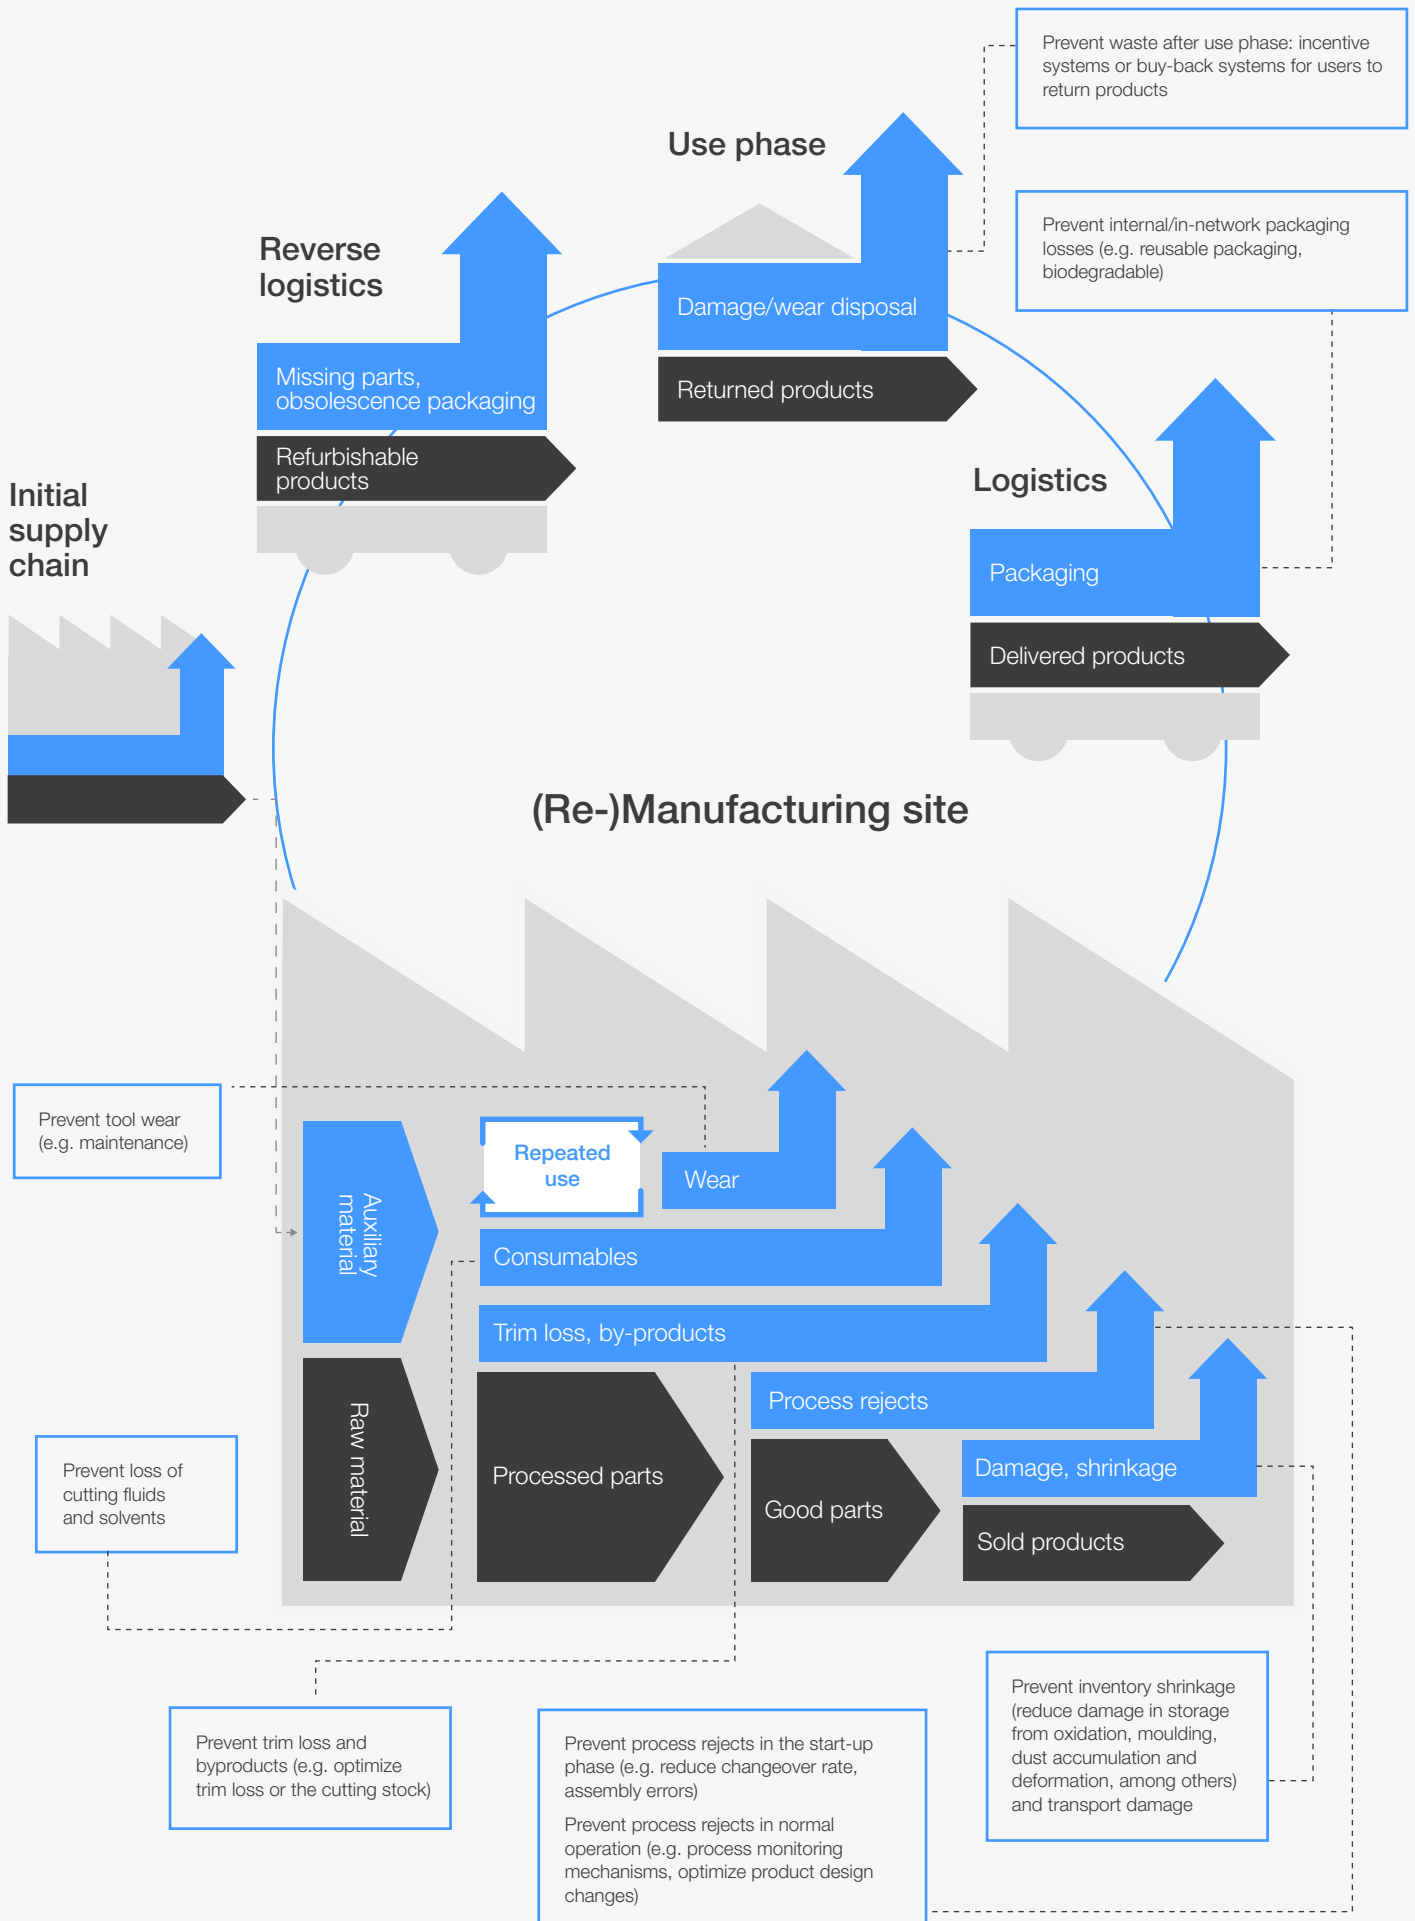 Prevent waste after use phase: incentive
systems or buy-back systems for users to
return products
Use phase
Prevent internal/in-network packaging
losses (e.g. reusable packaging,
biodegradable)
Reverse
logistics
Damage/wear disposal
Returned products
Missing parts,
obsolescence packaging
Refurbishable
products
Logistics
Packaging
Delivered products
Initial
supply
chain
(Re-)Manufacturing site
Prevent tool wear
(e.g. maintenance)
Auxiliary
material
Repeated
use
Wear
Consumables
Trim loss, by-products
Process rejects
Raw material
Processed parts
Good parts
Damage, shrinkage
Sold products
Prevent loss of
cutting fluids
and solvents
Prevent trim loss and
byproducts (e.g. optimize
trim loss or the cutting stock)
Prevent process rejects in the start-up
phase (e.g. reduce changeover rate,
assembly errors)
Prevent process rejects in normal
operation (e.g. process monitoring
mechanisms, optimize product design
changes)
Prevent inventory shrinkage
(reduce damage in storage
from oxidation, moulding,
dust accumulation and
deformation, among others)
and transport damage